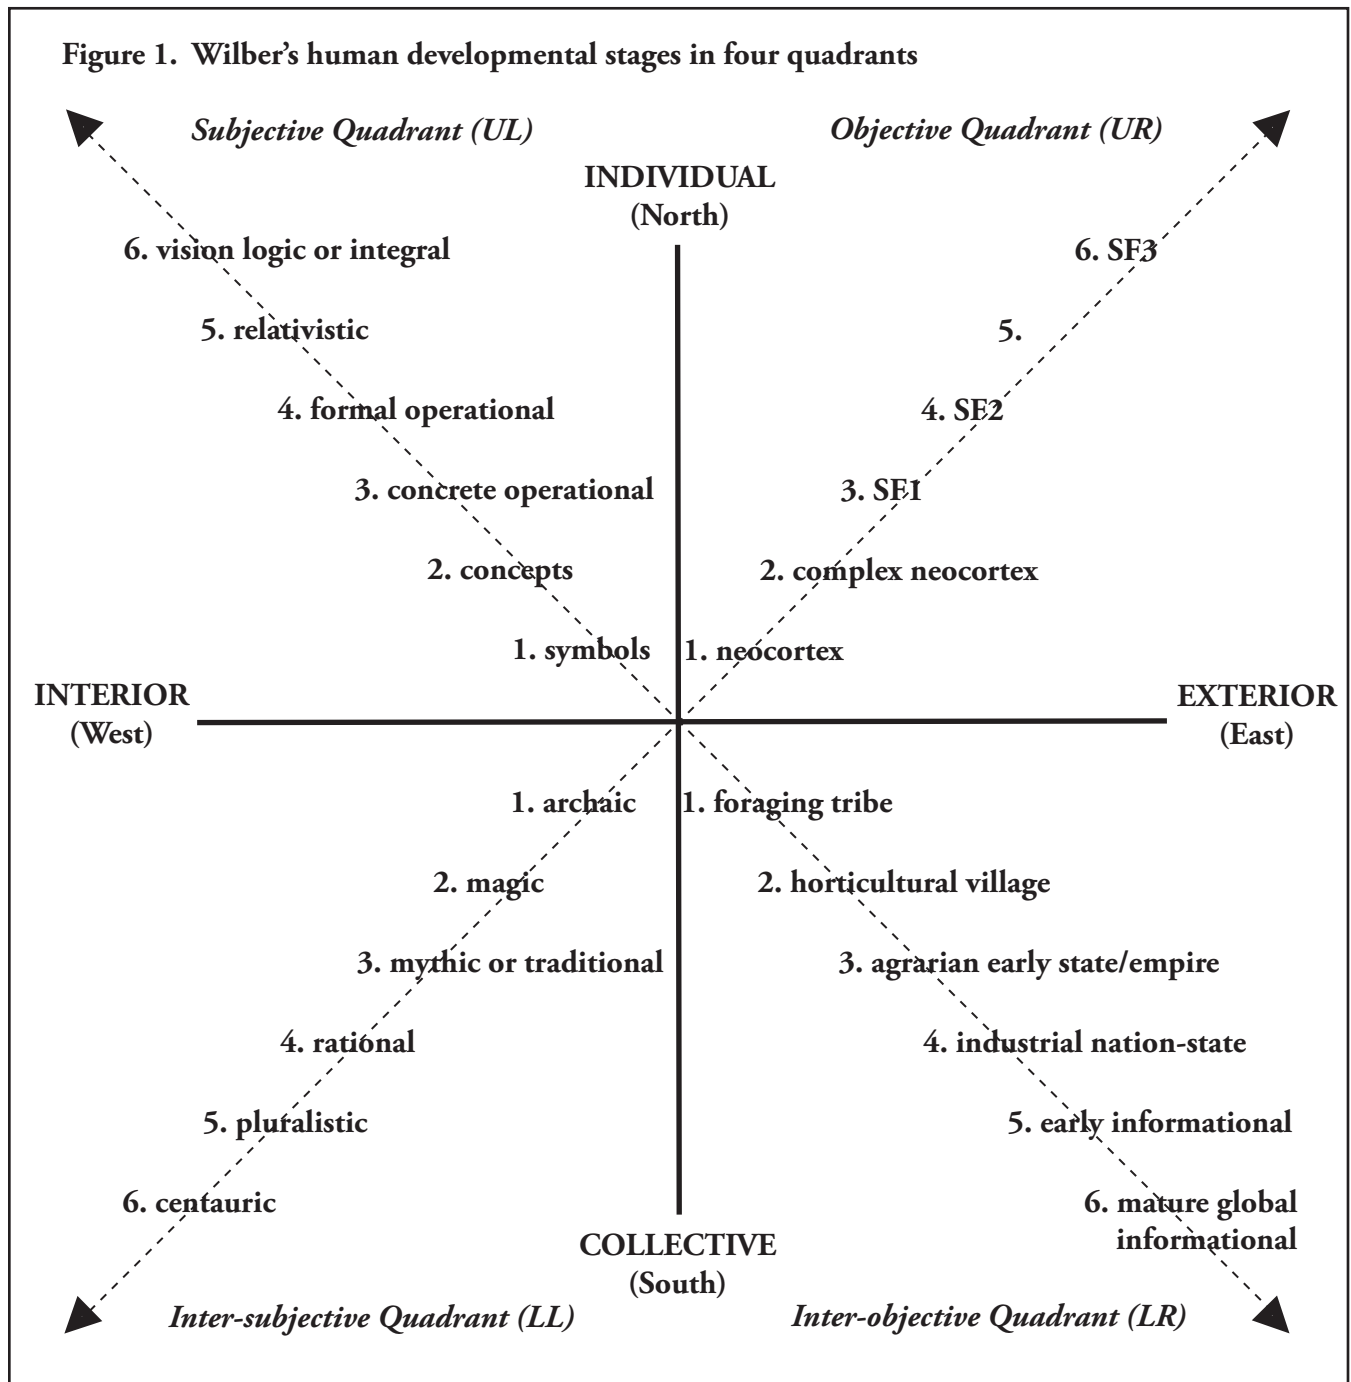 Figure 1.  Wilber’s human developmental stages in four quadrants
Subjective Quadrant (UL)
Objective Quadrant (UR)
INDIVIDUAL
(North)
6. vision logic or integral
6. SF3
5. relativistic
5.
4. formal operational
4. SF2
3. concrete operational
3. SF1
2. concepts
2. complex neocortex
1. symbols
1. neocortex
INTERIOR
(West)
EXTERIOR
(East)
1. archaic
1. foraging tribe
2. magic
2. horticultural village
3. mythic or traditional
3. agrarian early state/empire
4. rational
4. industrial nation-state
5. pluralistic
5. early informational
6. centauric
6. mature global
informational
COLLECTIVE
(South)
Inter-subjective Quadrant (LL)
Inter-objective Quadrant (LR)